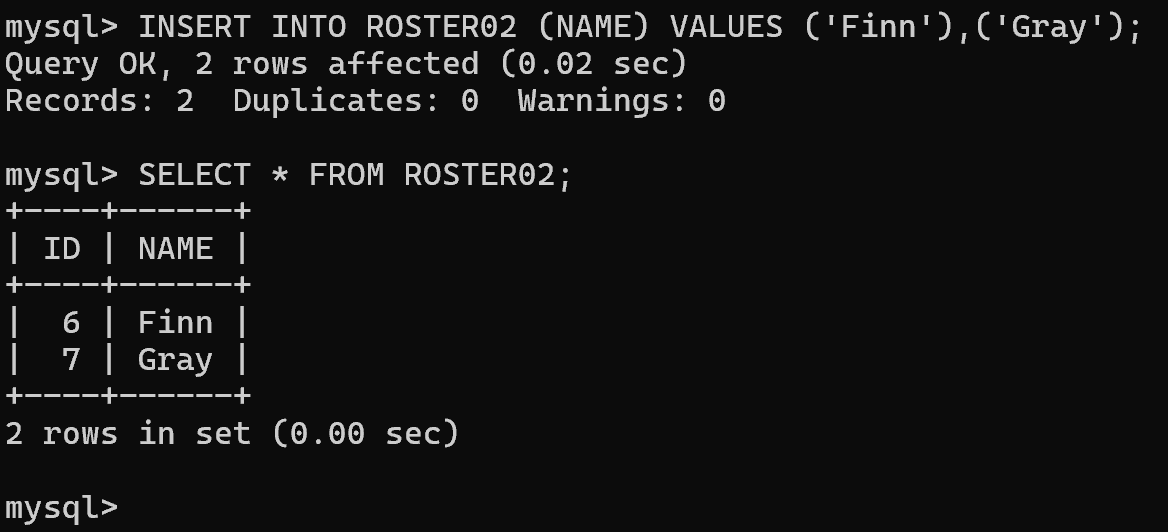 mysql> INSERT INTO ROSTER02 (NAME) VALUES ('Finn'),('Gray');
Query OK, 2 rows affected (0.02 sec)
Records: 2  Duplicates: 0  Warnings: 0

mysql> SELECT * FROM ROSTER02;
+----+------+
| ID | NAME |
+----+------+
|  6 | Finn |
|  7 | Gray |
+----+------+
2 rows in set (0.00 sec)

mysql>